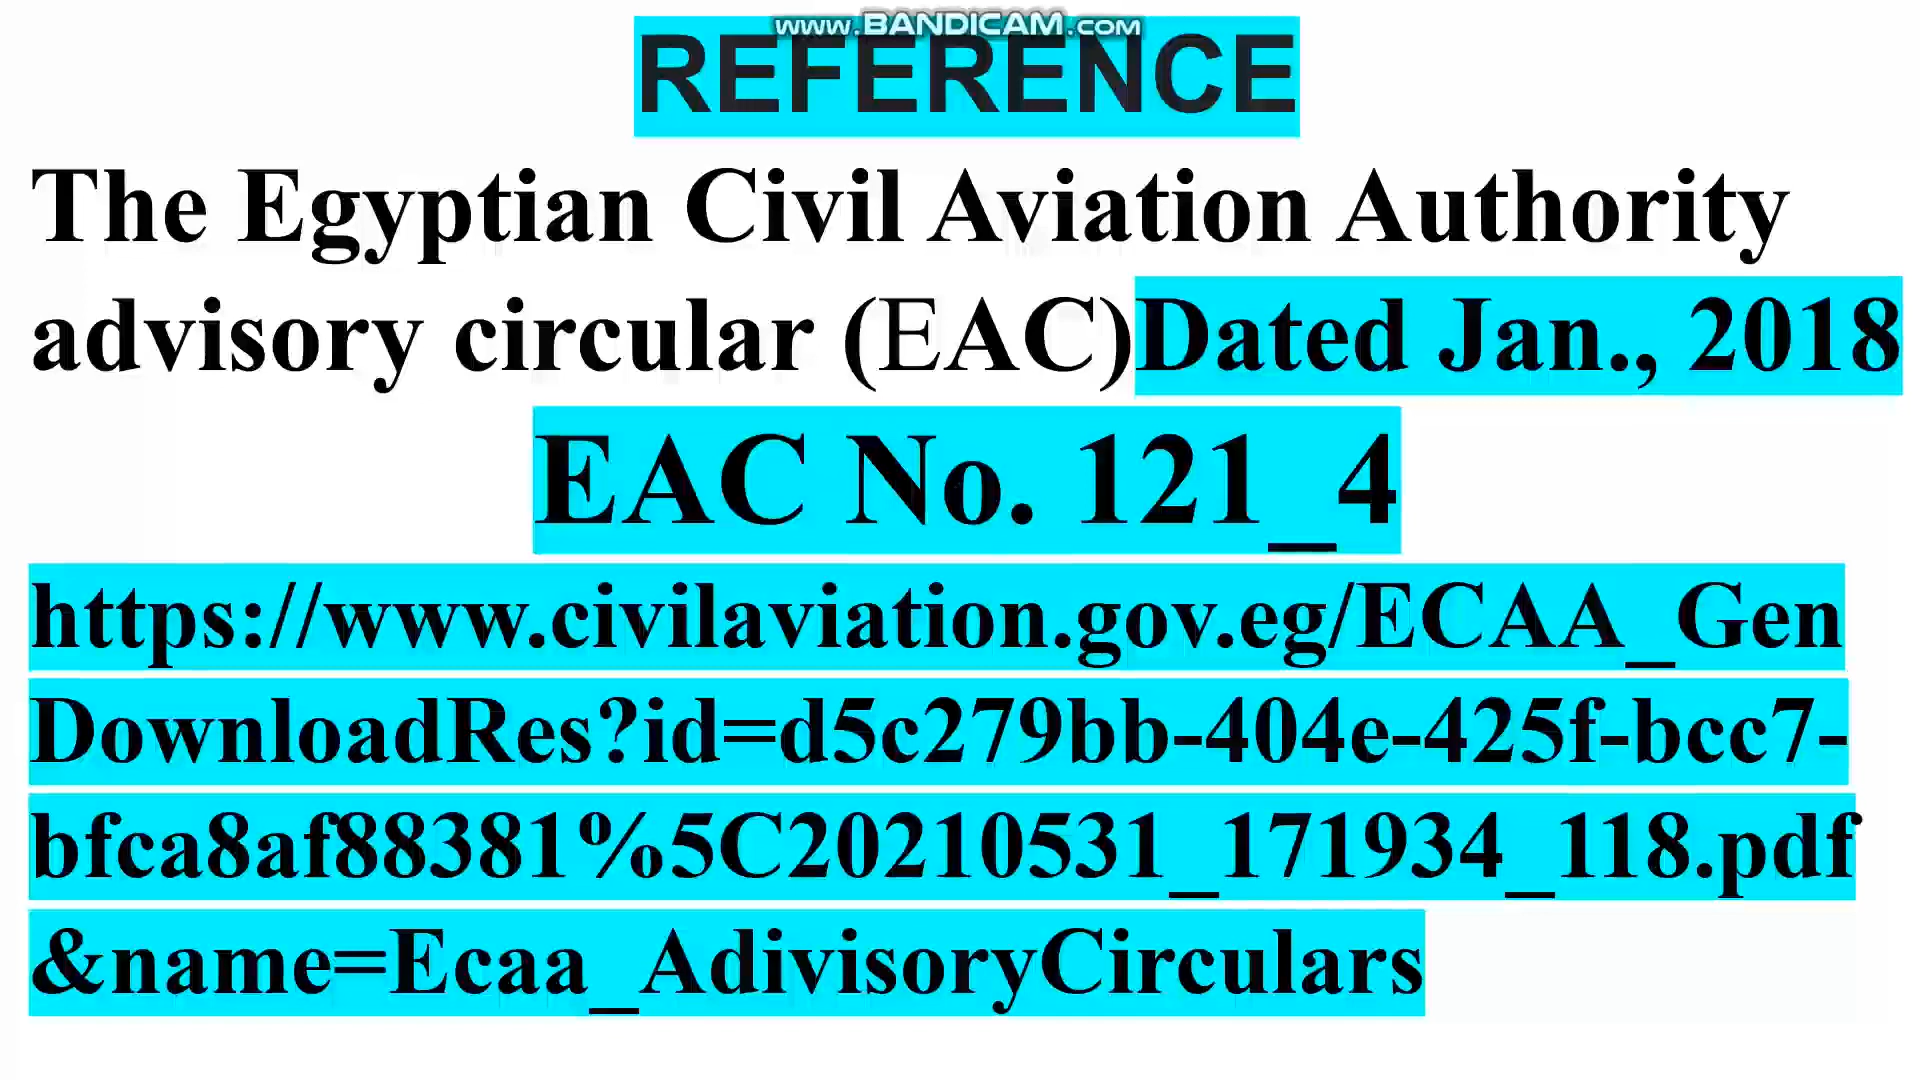 www.BANDICAM.com
REFERENCE
The Egyptian Civil Aviation Authority
advisory circular (EAC)Dated Jan., 2018
EAC No. 121_4
https://www.civilaviation.gov.eg/ECAA_Gen
DownloadRes?id=d5c279bb-404e-425f-bcc7-
bfca8af88381%5C20210531_171934_118.pdf
&name=Ecaa_AdivisoryCirculars